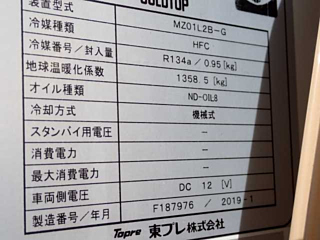 COLDTOP
装置型式 MZ01L2B-G
冷媒種類 HFC
冷媒番号/封入量 R134a / 0.95 [kg]
地球温暖化係数 1358.5 [kg]
オイル種類 ND-OIL8
冷却方式 機械式
スタンバイ用電圧 —
消費電力 —
最大消費電力 —
車両側電圧 DC 12 [V]
製造番号/年月 F187976 / 2019-1
Topre 東プレ株式会社